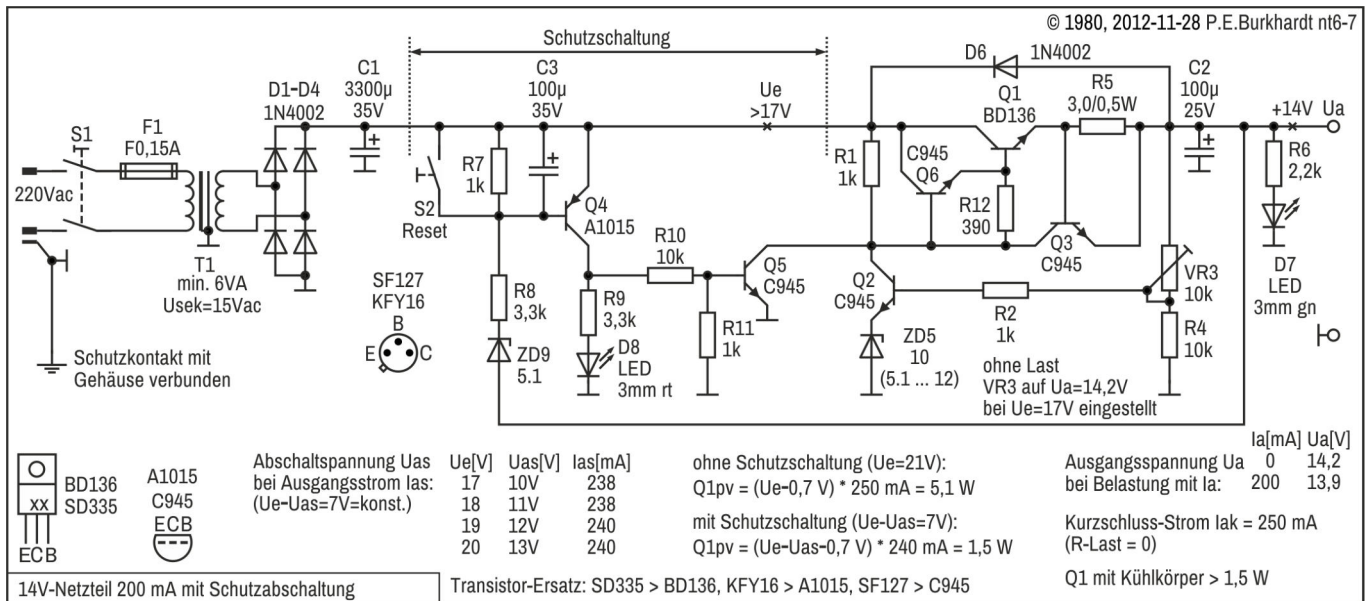 © 1980, 2012-11-28 P.E.Burkhardt nt6-7
Schutzschaltung
S1
F1
F0,15A
220Vac
T1
min. 6VA
Usek=15Vac
Schutzkontakt mit
Gehäuse verbunden
D1-D4
1N4002
C1
3300µ
35V
+
S2
Reset
R7
1k
C3
100µ
35V
+
Q4
A1015
SF127
KFY16
B
E C
R8
3,3k
ZD9
5.1
R9
3,3k
D8
LED
3mm rt
R10
10k
R11
1k
Q5
C945
Ue
>17V
R1
1k
C945
Q6
D6
1N4002
Q1
BD136
R5
3,0/0,5W
R12
390
Q3
C945
Q2
C945
ZD5
10
(5.1 ... 12)
R2
1k
ohne Last
VR3 auf Ua=14,2V
bei Ue=17V eingestellt
C2
100µ
25V
+
VR3
10k
R4
10k
+14V Ua
R6
2,2k
D7
LED
3mm gn
BD136
SD335
xx
ECB
A1015
C945
ECB
Abschaltspannung Uas
bei Ausgangsstrom Ias:
(Ue-Uas=7V=konst.)
Ue[V] Uas[V] Ias[mA]
17 10V 238
18 11V 238
19 12V 240
20 13V 240
ohne Schutzschaltung (Ue=21V):
Q1pv = (Ue-0,7 V) * 250 mA = 5,1 W
mit Schutzschaltung (Ue-Uas=7V):
Q1pv = (Ue-Uas-0,7 V) * 240 mA = 1,5 W
Ia[mA] Ua[V]
Ausgangsspannung Ua 0 14,2
bei Belastung mit Ia: 200 13,9
Kurzschluss-Strom Iak = 250 mA
(R-Last = 0)
Q1 mit Kühlkörper > 1,5 W
14V-Netzteil 200 mA mit Schutzabschaltung
Transistor-Ersatz: SD335 > BD136, KFY16 > A1015, SF127 > C945